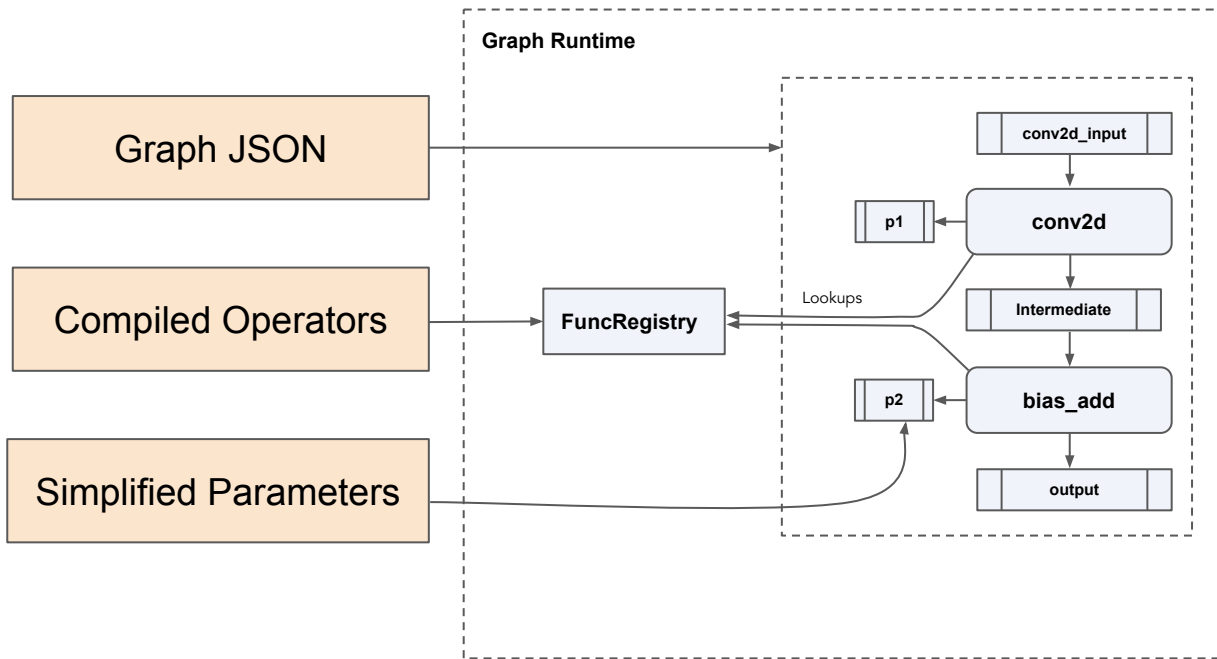 Graph Runtime
Graph JSON
conv2d_input
p1
conv2d
Lookups
Intermediate
Compiled Operators
FuncRegistry
p2
bias_add
Simplified Parameters
output